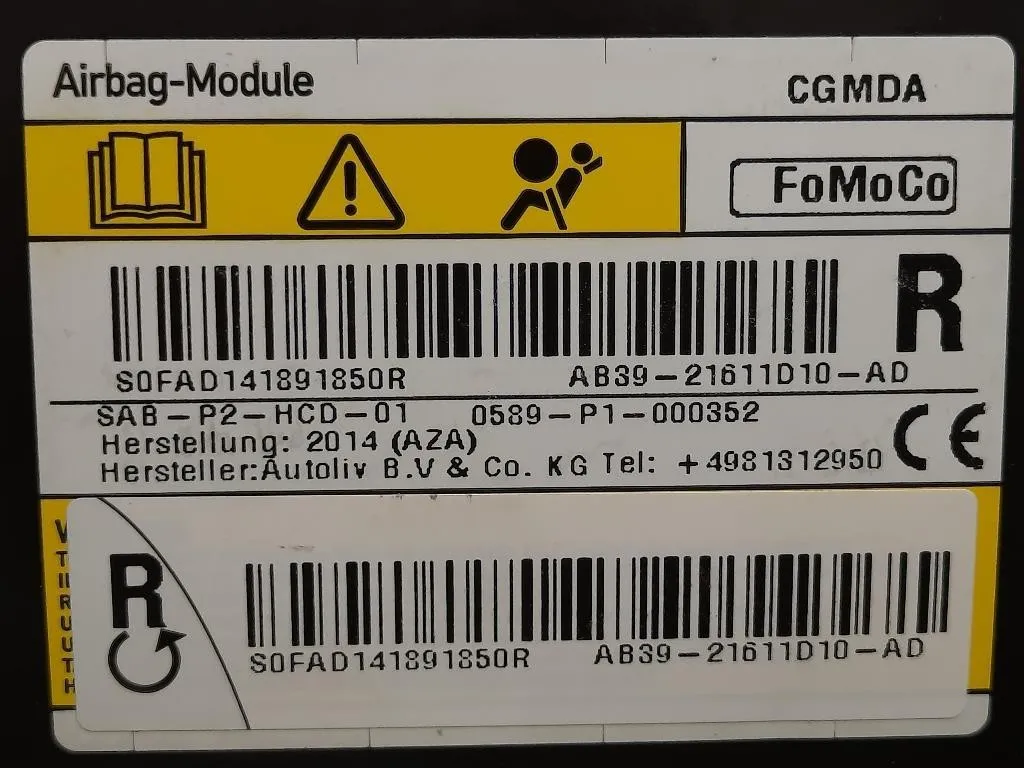 Airbag-Module
CGMDA
FoMoCo
R
S0FAD141891850R AB39-21611D10-AD
SAB-P2-HCD-01 0589-P1-000352
Herstellung: 2014 (AZA)
Hersteller:Autoliv B.V & Co. KG Tel: +4981312950
CE
R
S0FAD141891850R AB39-21611D10-AD